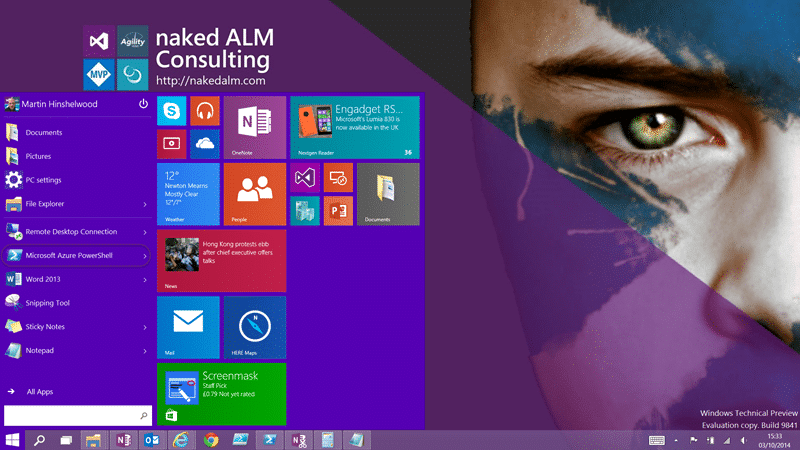 Agility
MVP
naked ALM
Consulting
http://nakedalm.com
Martin Hinshelwood
Documents
Pictures
PC settings
File Explorer
Remote Desktop Connection
Microsoft Azure PowerShell
Word 2013
Snipping Tool
Sticky Notes
Notepad
All Apps
OneNote
Engadget RS...
Microsoft's Lumia 830 is
now available in the UK
Nextgen Reader
36
12°
Newton Mearns
Mostly Clear
12°/7°
Weather
People
Documents
Hong Kong protests ebb
after chief executive offers
talks
News
Mail
HERE Maps
Screenmask
Staff Pick
£0.79 Not yet rated
Windows Technical Preview
Evaluation copy. Build 9841
15:33
03/10/2014